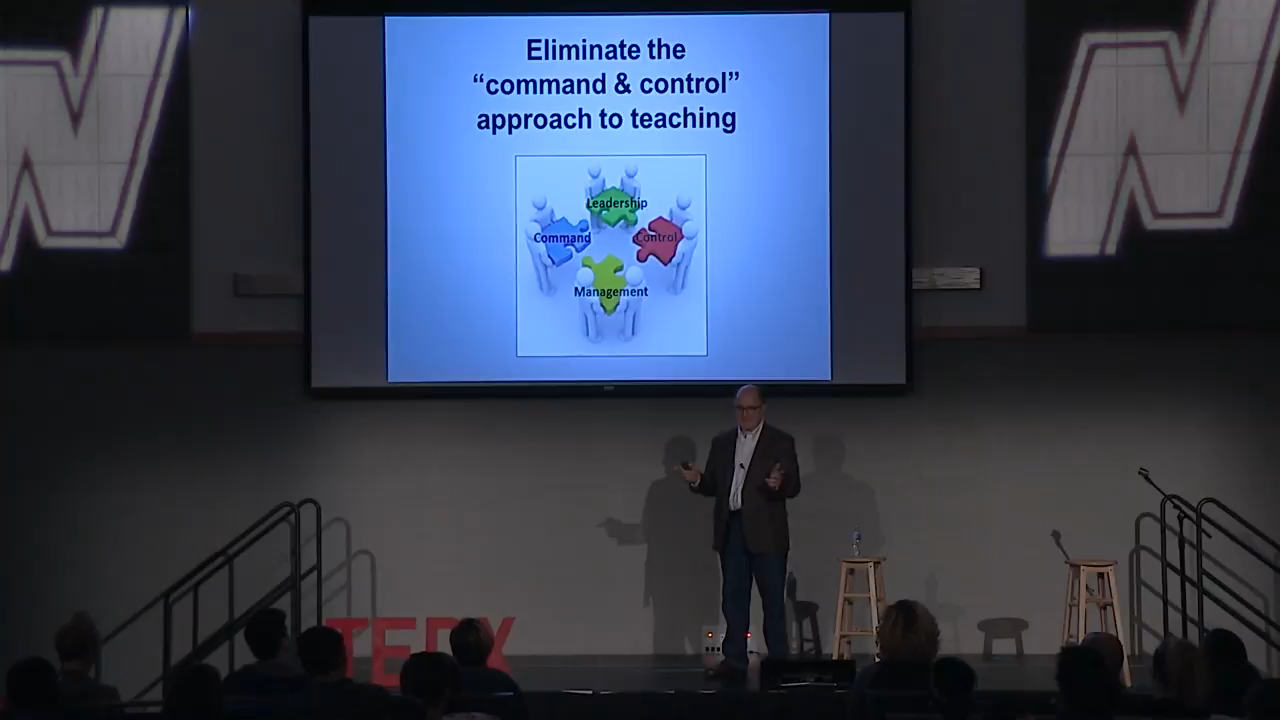 N
N
Eliminate the
“command & control”
approach to teaching
Leadership
Command
Control
Management
TEDX